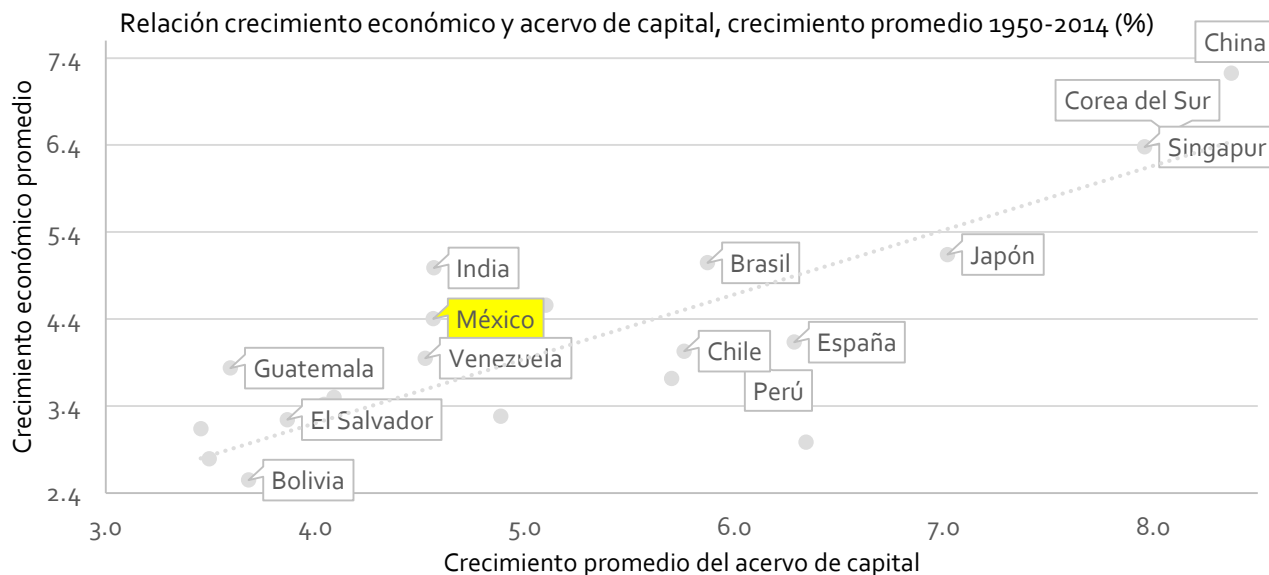 Relación crecimiento económico y acervo de capital, crecimiento promedio 1950-2014 (%)
Crecimiento económico promedio
7.4
6.4
5.4
4.4
3.4
2.4
China
Corea del Sur
Singapur
India
Brasil
Japón
México
Venezuela
Chile
España
Guatemala
Perú
El Salvador
Bolivia
3.0 4.0 5.0 6.0 7.0 8.0
Crecimiento promedio del acervo de capital